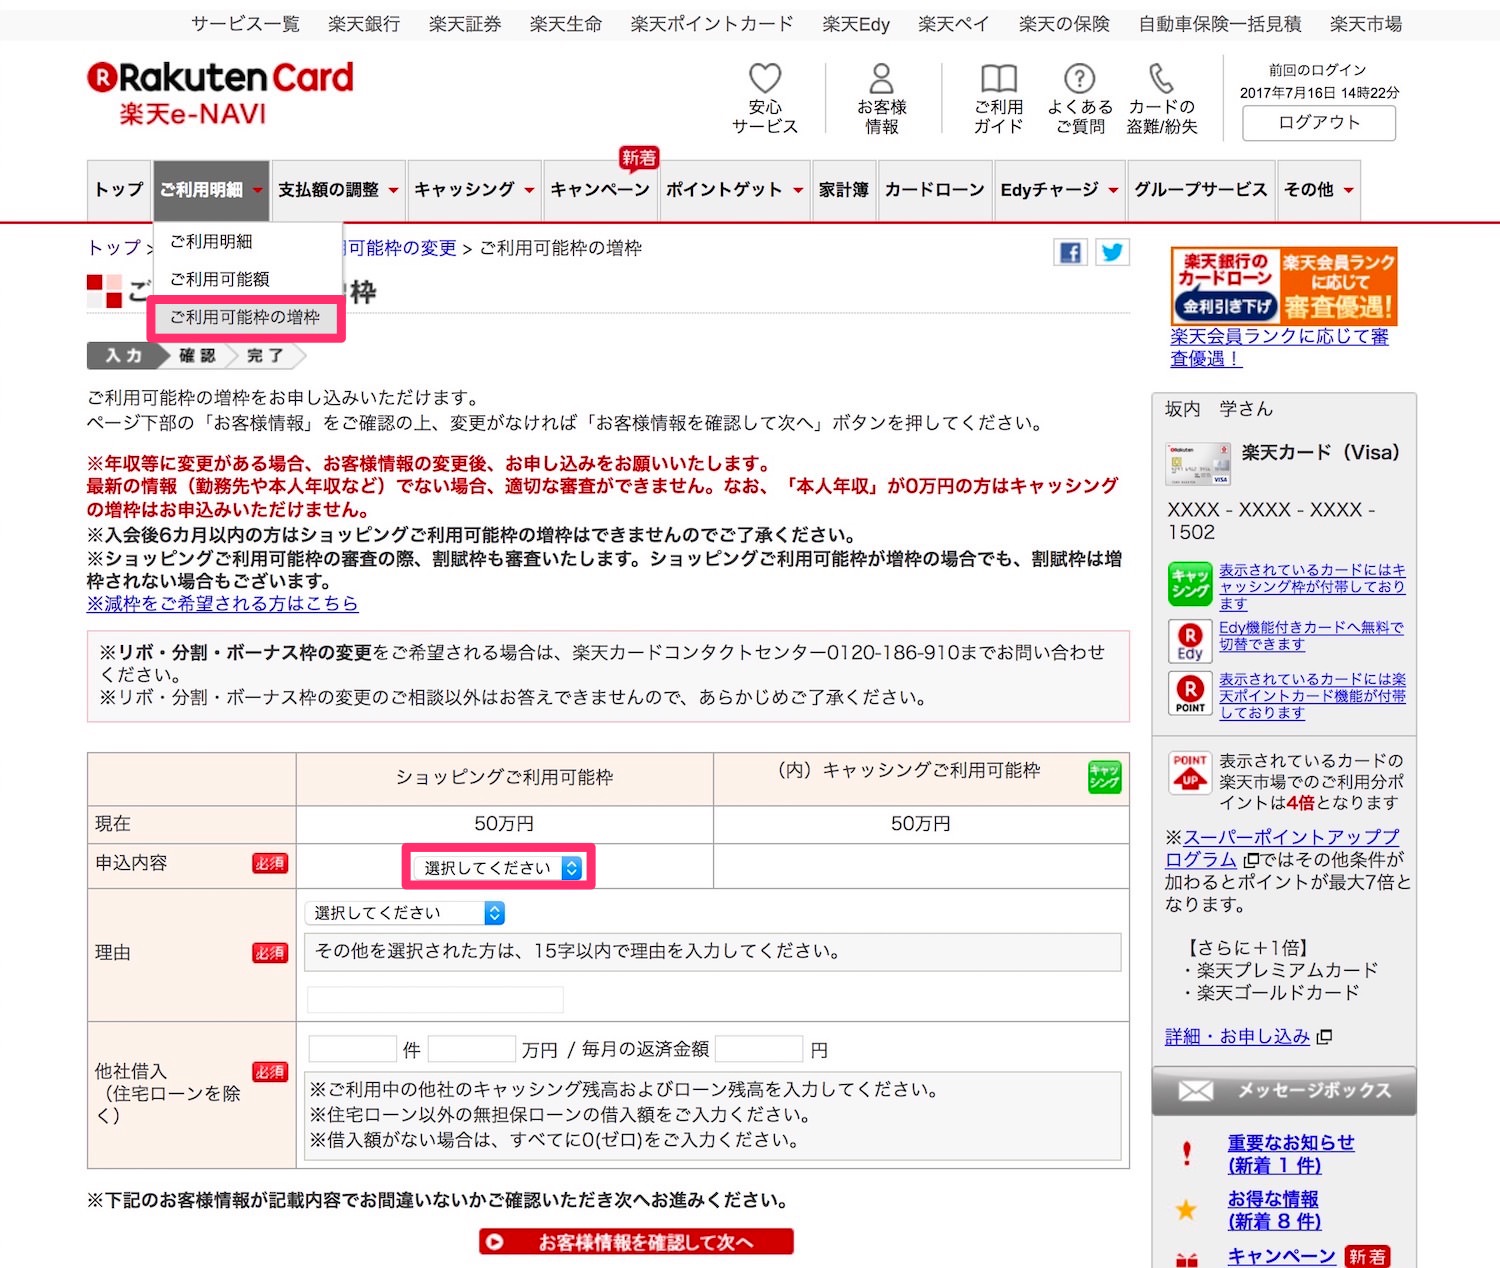 サービス一覧 楽天銀行 楽天証券 楽天生命 楽天ポイントカード 楽天Edy 楽天ペイ 楽天の保険 自動車保険一括見積 楽天市場
Rakuten Card
楽天e-NAVI
安心サービス
お客様情報
ご利用ガイド
よくあるご質問
カードの盗難/紛失
前回のログイン
2017年7月16日 14時22分
ログアウト
新着
トップ ご利用明細 支払額の調整 キャッシング キャンペーン ポイントゲット 家計簿 カードローン Edyチャージ グループサービス その他
ご利用明細
ご利用可能額
ご利用可能枠の増枠
トップ > 可能枠の変更 > ご利用可能枠の増枠
ご 枠
入力 確認 完了
ご利用可能枠の増枠をお申し込みいただけます。
ページ下部の「お客様情報」をご確認の上、変更がなければ「お客様情報を確認して次へ」ボタンを押してください。
※年収等に変更がある場合、お客様情報の変更後、お申し込みをお願いいたします。
最新の情報（勤務先や本人年収など）でない場合、適切な審査ができません。なお、「本人年収」が0万円の方はキャッシング
の増枠はお申込みいただけません。
※入会後6カ月以内の方はショッピングご利用可能枠の増枠はできませんのでご了承ください。
※ショッピングご利用可能枠の審査の際、割賦枠も審査いたします。ショッピングご利用可能枠が増枠の場合でも、割賦枠は増
枠されない場合もございます。
※減枠をご希望される方はこちら
※リボ・分割・ボーナス枠の変更をご希望される場合は、楽天カードコンタクトセンター0120-186-910までお問い合わせ
ください。
※リボ・分割・ボーナス枠の変更のご相談以外はお答えできませんので、あらかじめご了承ください。
ショッピングご利用可能枠 （内）キャッシングご利用可能枠 キャッシング
現在 50万円 50万円
申込内容 必須 選択してください
理由 必須 選択してください
その他を選択された方は、15字以内で理由を入力してください。
他社借入
（住宅ローンを除
く） 必須
件 万円 / 毎月の返済金額 円
※ご利用中の他社のキャッシング残高およびローン残高を入力してください。
※住宅ローン以外の無担保ローンの借入額をご入力ください。
※借入額がない場合は、すべてに0(ゼロ)をご入力ください。
※下記のお客様情報が記載内容でお間違いないかご確認いただき次へお進みください。
お客様情報を確認して次へ
楽天銀行の
カードローン
金利引き下げ
楽天会員ランク
に応じて
審査優遇!
楽天会員ランクに応じて審
査優遇！
坂内　学さん
楽天カード（Visa）
XXXX - XXXX - XXXX -
1502
キャッシング
表示されているカードにはキ
ャッシング枠が付帯しており
ます
R Edy
Edy機能付きカードへ無料で
切替できます
R POINT
表示されているカードには楽
天ポイントカード機能が付帯
しております
POINT UP
表示されているカードの
楽天市場でのご利用分ポ
イントは4倍となります
※スーパーポイントアッププ
ログラム ではその他条件が
加わるとポイントが最大7倍と
なります。
【さらに＋1倍】
・楽天プレミアムカード
・楽天ゴールドカード
詳細・お申し込み
メッセージボックス
重要なお知らせ
(新着 1 件)
お得な情報
(新着 8 件)
キャンペーン 新着